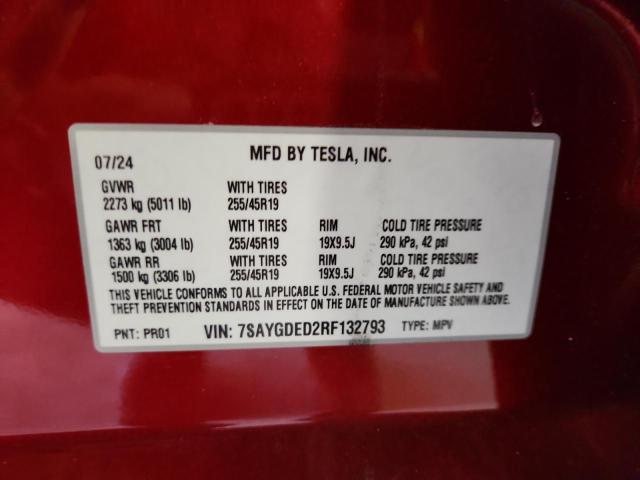 07/24 MFD BY TESLA, INC.
GVWR WITH TIRES
2273 kg (5011 lb) 255/45R19
GAWR FRT WITH TIRES RIM COLD TIRE PRESSURE
1363 kg (3004 lb) 255/45R19 19X9.5J 290 kPa, 42 psi
GAWR RR WITH TIRES RIM COLD TIRE PRESSURE
1500 kg (3306 lb) 255/45R19 19X9.5J 290 kPa, 42 psi
THIS VEHICLE CONFORMS TO ALL APPLICABLE U.S. FEDERAL MOTOR VEHICLE SAFETY AND
THEFT PREVENTION STANDARDS IN EFFECT ON THE DATE OF MANUFACTURE SHOWN ABOVE.
PNT: PR01 VIN: 7SAYGDED2RF132793 TYPE: MPV